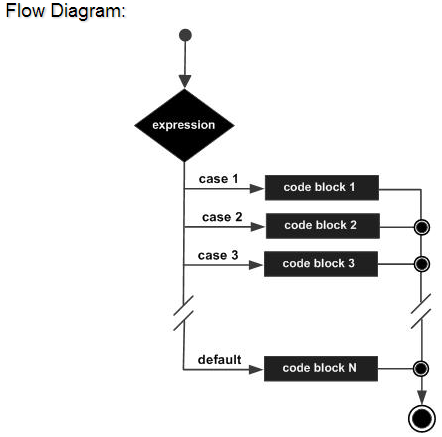 Flow Diagram:
expression
case 1
code block 1
case 2
code block 2
case 3
code block 3
default
code block N